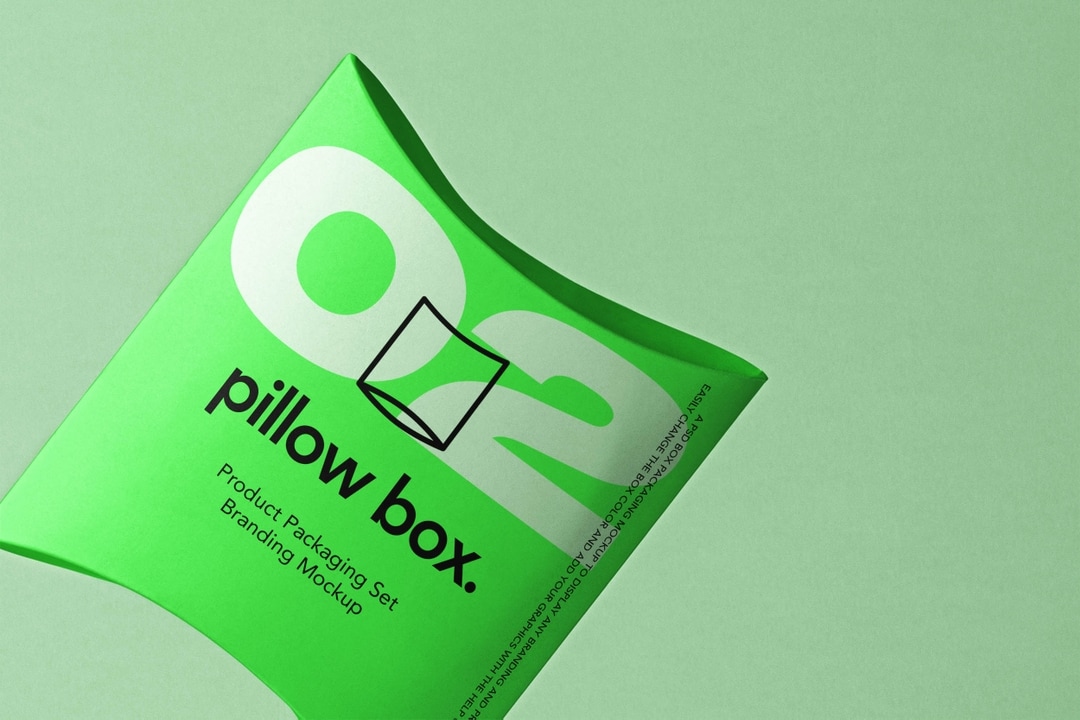 02
pillow box.
Product Packaging Set
Branding Mockup
A PSD BOX PACKAGING MOCKUP TO DISPLAY ANY BRANDING AND
EASILY CHANGE THE BOX COLOR AND ADD YOUR GRAPHICS WITH THE HELP